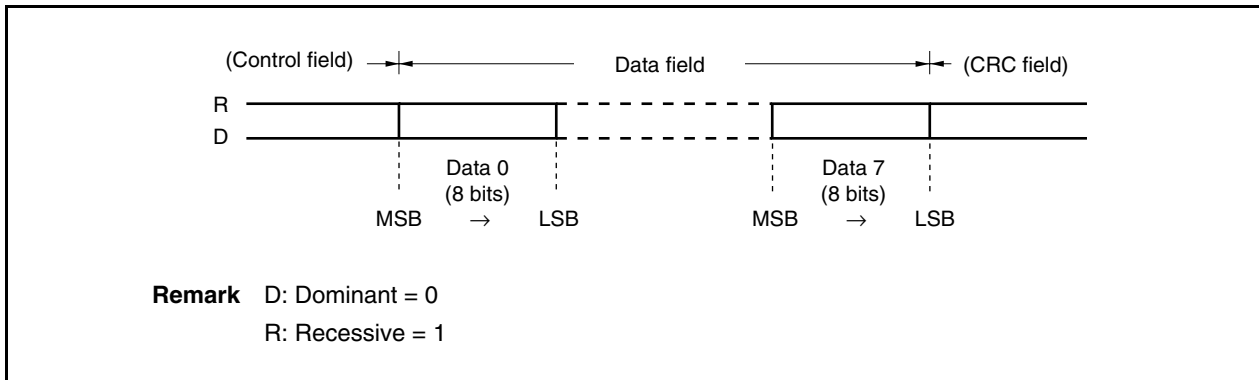 (Control field) Data field (CRC field)
R
D
Data 0 Data 7
(8 bits) (8 bits)
MSB → LSB MSB → LSB
Remark D: Dominant = 0
R: Recessive = 1